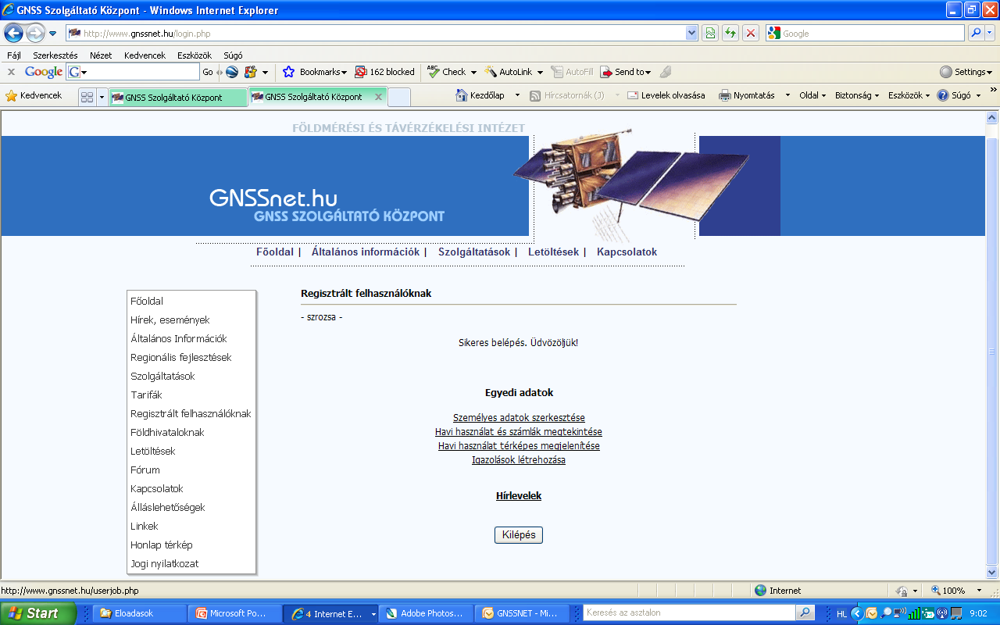 GNSS Szolgáltató Központ - Windows Internet Explorer
http://www.gnssnet.hu/login.php
Google
Fájl Szerkesztés Nézet Kedvencek Eszközök Súgó
Google G Go Bookmarks 162 blocked ABC Check AutoLink AutoFill Send to Settings
Kedvencek GNSS Szolgáltató Központ GNSS Szolgáltató Központ Kezdőlap Hírcsatornák (J) Levelek olvasása Nyomtatás Oldal Biztonság Eszközök Súgó
FÖLDMÉRÉSI ÉS TÁVÉRZÉKELÉSI INTÉZET
GNSSnet.hu
GNSS SZOLGÁLTATÓ KÖZPONT
Főoldal | Általános információk | Szolgáltatások | Letöltések | Kapcsolatok
Főoldal
Hírek, események
Általános Információk
Regionális fejlesztések
Szolgáltatások
Tarifák
Regisztrált felhasználóknak
Földhivataloknak
Letöltések
Fórum
Kapcsolatok
Álláslehetőségek
Linkek
Honlap térkép
Jogi nyilatkozat
Regisztrált felhasználóknak
- szrozsa -
Sikeres belépés. Üdvözöljük!
Egyedi adatok
Személyes adatok szerkesztése
Havi használat és számlák megtekintése
Havi használat térképes megjelenítése
Igazolások létrehozása
Hírlevelek
Kilépés
http://www.gnssnet.hu/userjob.php Internet 100%
Start Eloadasok Microsoft Pow... 4 Internet E... Adobe Photos... GNSSNET - Mi... Keresés az asztalon HL 9:02